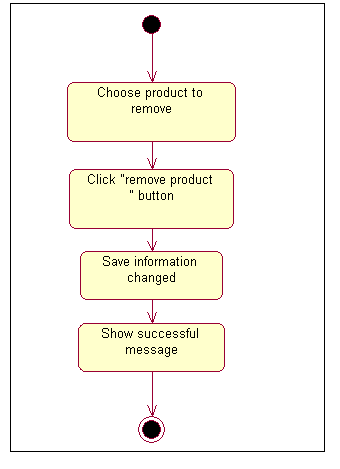 Choose product to
remove
Click "remove product
" button
Save information
changed
Show successful
message